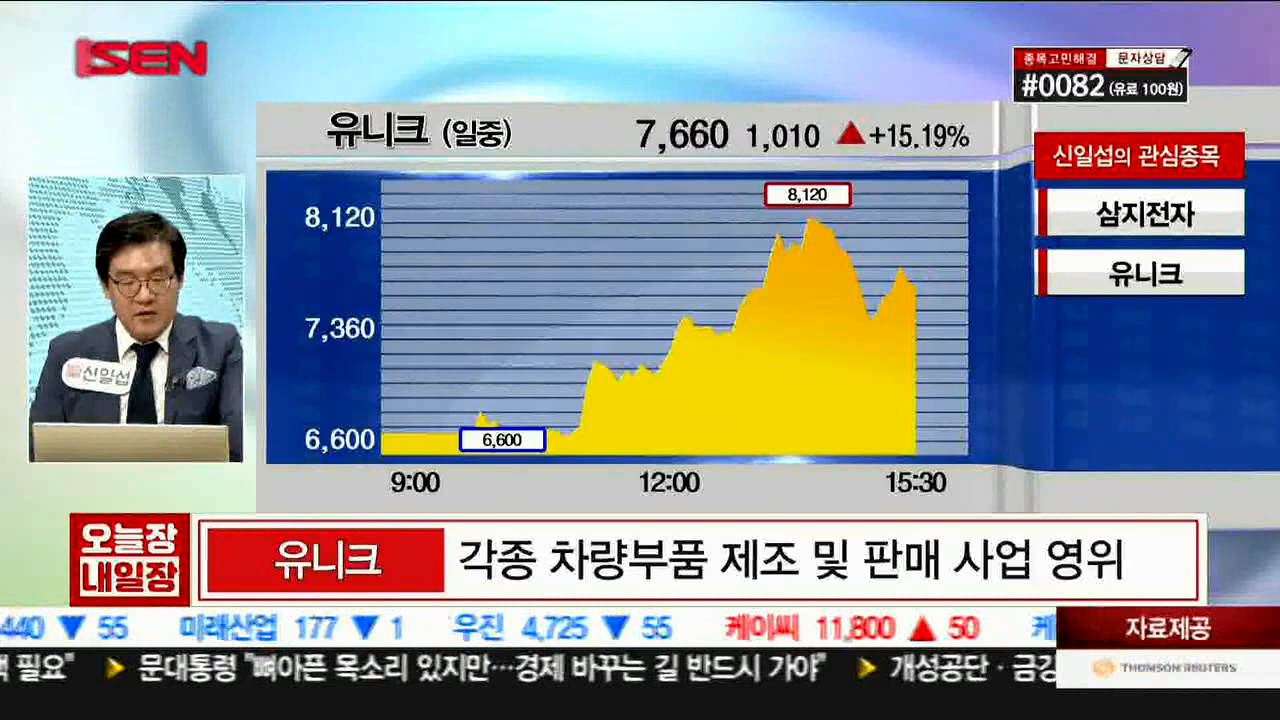 SEN
종목고민해결 문자상담
#0082 (유료 100원)
유니크 (일중) 7,660 1,010 ▲+15.19%
신일섭의 관심종목
삼지전자
유니크
8,120
7,360
6,600
8,120
6,600
9:00 12:00 15:30
신일섭
오늘장
내일장
유니크 각종 차량부품 제조 및 판매 사업 영위
440 ▼ 55 미래산업 177 ▼ 1 우진 4,725 ▼ 55 케이씨 11,800 ▲ 50 케
자료제공
필요" ▶ 문대통령 "뼈아픈 목소리 있지만…경제 바꾸는 길 반드시 가야" ▶ 개성공단·금강
THOMSON REUTERS